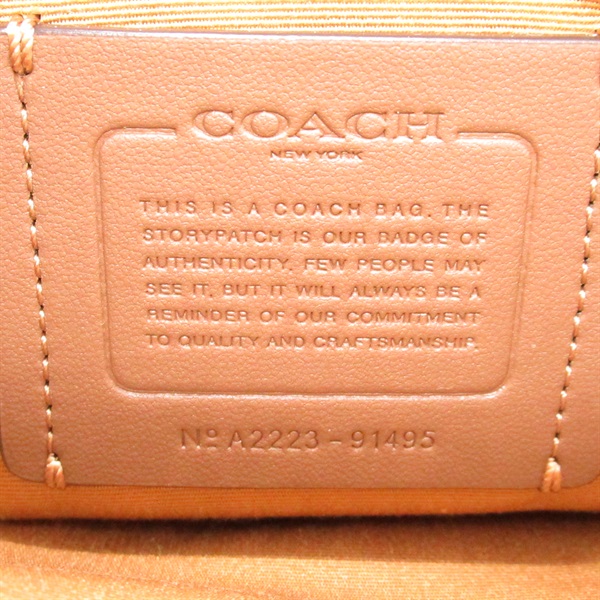 COACH
NEW YORK
THIS IS A COACH BAG. THE
STORYPATCH IS OUR BADGE OF
AUTHENTICITY. FEW PEOPLE MAY
SEE IT, BUT IT WILL ALWAYS BE A
REMINDER OF OUR COMMITMENT
TO QUALITY AND CRAFTSMANSHIP.
Nº A2223-91495